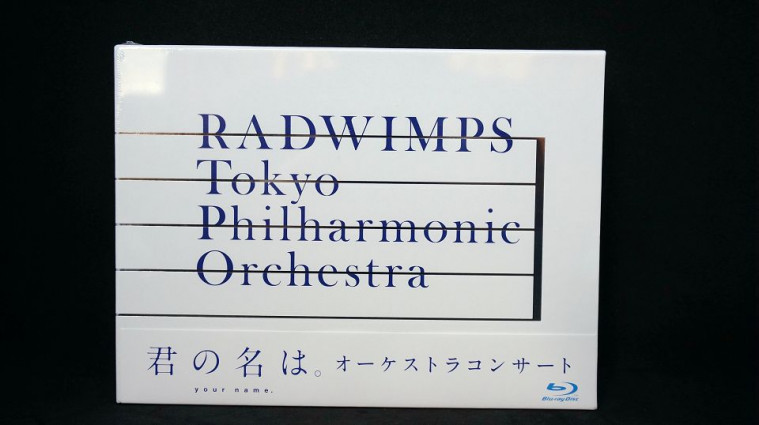 RADWIMPS
Tokyo
Philharmonic
Orchestra
君の名は。オーケストラコンサート
your name.
Blu-ray Disc